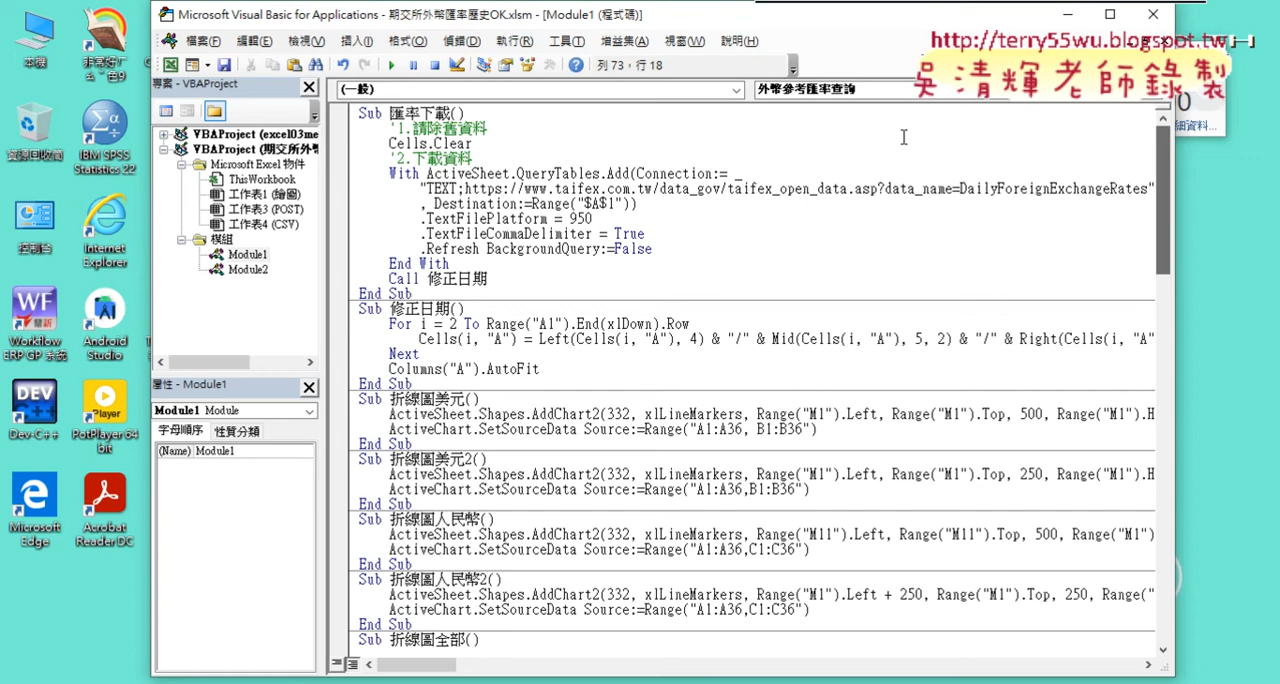 Microsoft Visual Basic for Applications - 期交所外幣匯率歷史OK.xlsm - [Module1 (程式碼)]
http://terry55wu.blogspot.tw
吳清輝老師錄製
檔案(F) 編輯(E) 檢視(V) 插入(I) 格式(O) 偵錯(D) 執行(R) 工具(T) 增益集(A) 視窗(W) 說明(H)
列 73，行 18
專案 - VBAProject
(一般)
外幣參考匯率查詢
VBAProject (excel03me
VBAProject (期交所外幣
Microsoft Excel 物件
ThisWorkbook
工作表1 (繪圖)
工作表3 (POST)
工作表4 (CSV)
模組
Module1
Module2
屬性 - Module1
Module1 Module
字母順序 性質分類
(Name) Module1
Sub 匯率下載()
'1.請除舊資料
Cells.Clear
'2.下載資料
With ActiveSheet.QueryTables.Add(Connection:= _
"TEXT;https://www.taifex.com.tw/data_gov/taifex_open_data.asp?data_name=DailyForeignExchangeRates"
, Destination:=Range("$A$1"))
.TextFilePlatform = 950
.TextFileCommaDelimiter = True
.Refresh BackgroundQuery:=False
End With
Call 修正日期
End Sub
Sub 修正日期()
For i = 2 To Range("A1").End(xlDown).Row
Cells(i, "A") = Left(Cells(i, "A"), 4) & "/" & Mid(Cells(i, "A"), 5, 2) & "/" & Right(Cells(i, "A"
Next
Columns("A").AutoFit
End Sub
Sub 折線圖美元()
ActiveSheet.Shapes.AddChart2(332, xlLineMarkers, Range("M1").Left, Range("M1").Top, 500, Range("M1").H
ActiveChart.SetSourceData Source:=Range("A1:A36, B1:B36")
End Sub
Sub 折線圖美元2()
ActiveSheet.Shapes.AddChart2(332, xlLineMarkers, Range("M1").Left, Range("M1").Top, 250, Range("M1").H
ActiveChart.SetSourceData Source:=Range("A1:A36,B1:B36")
End Sub
Sub 折線圖人民幣()
ActiveSheet.Shapes.AddChart2(332, xlLineMarkers, Range("M11").Left, Range("M11").Top, 500, Range("M1")
ActiveChart.SetSourceData Source:=Range("A1:A36,C1:C36")
End Sub
Sub 折線圖人民幣2()
ActiveSheet.Shapes.AddChart2(332, xlLineMarkers, Range("M1").Left + 250, Range("M1").Top, 250, Range("
ActiveChart.SetSourceData Source:=Range("A1:A36,C1:C36")
End Sub
Sub 折線圖全部()
本機
資源回收筒
IBM SPSS
Statistics 22
控制台
Internet
Explorer
Workflow
ERP GP 系統
Android
Studio
DEV
Dev-C++
Player
PotPlayer 64
bit
Microsoft
Edge
Acrobat
Reader DC